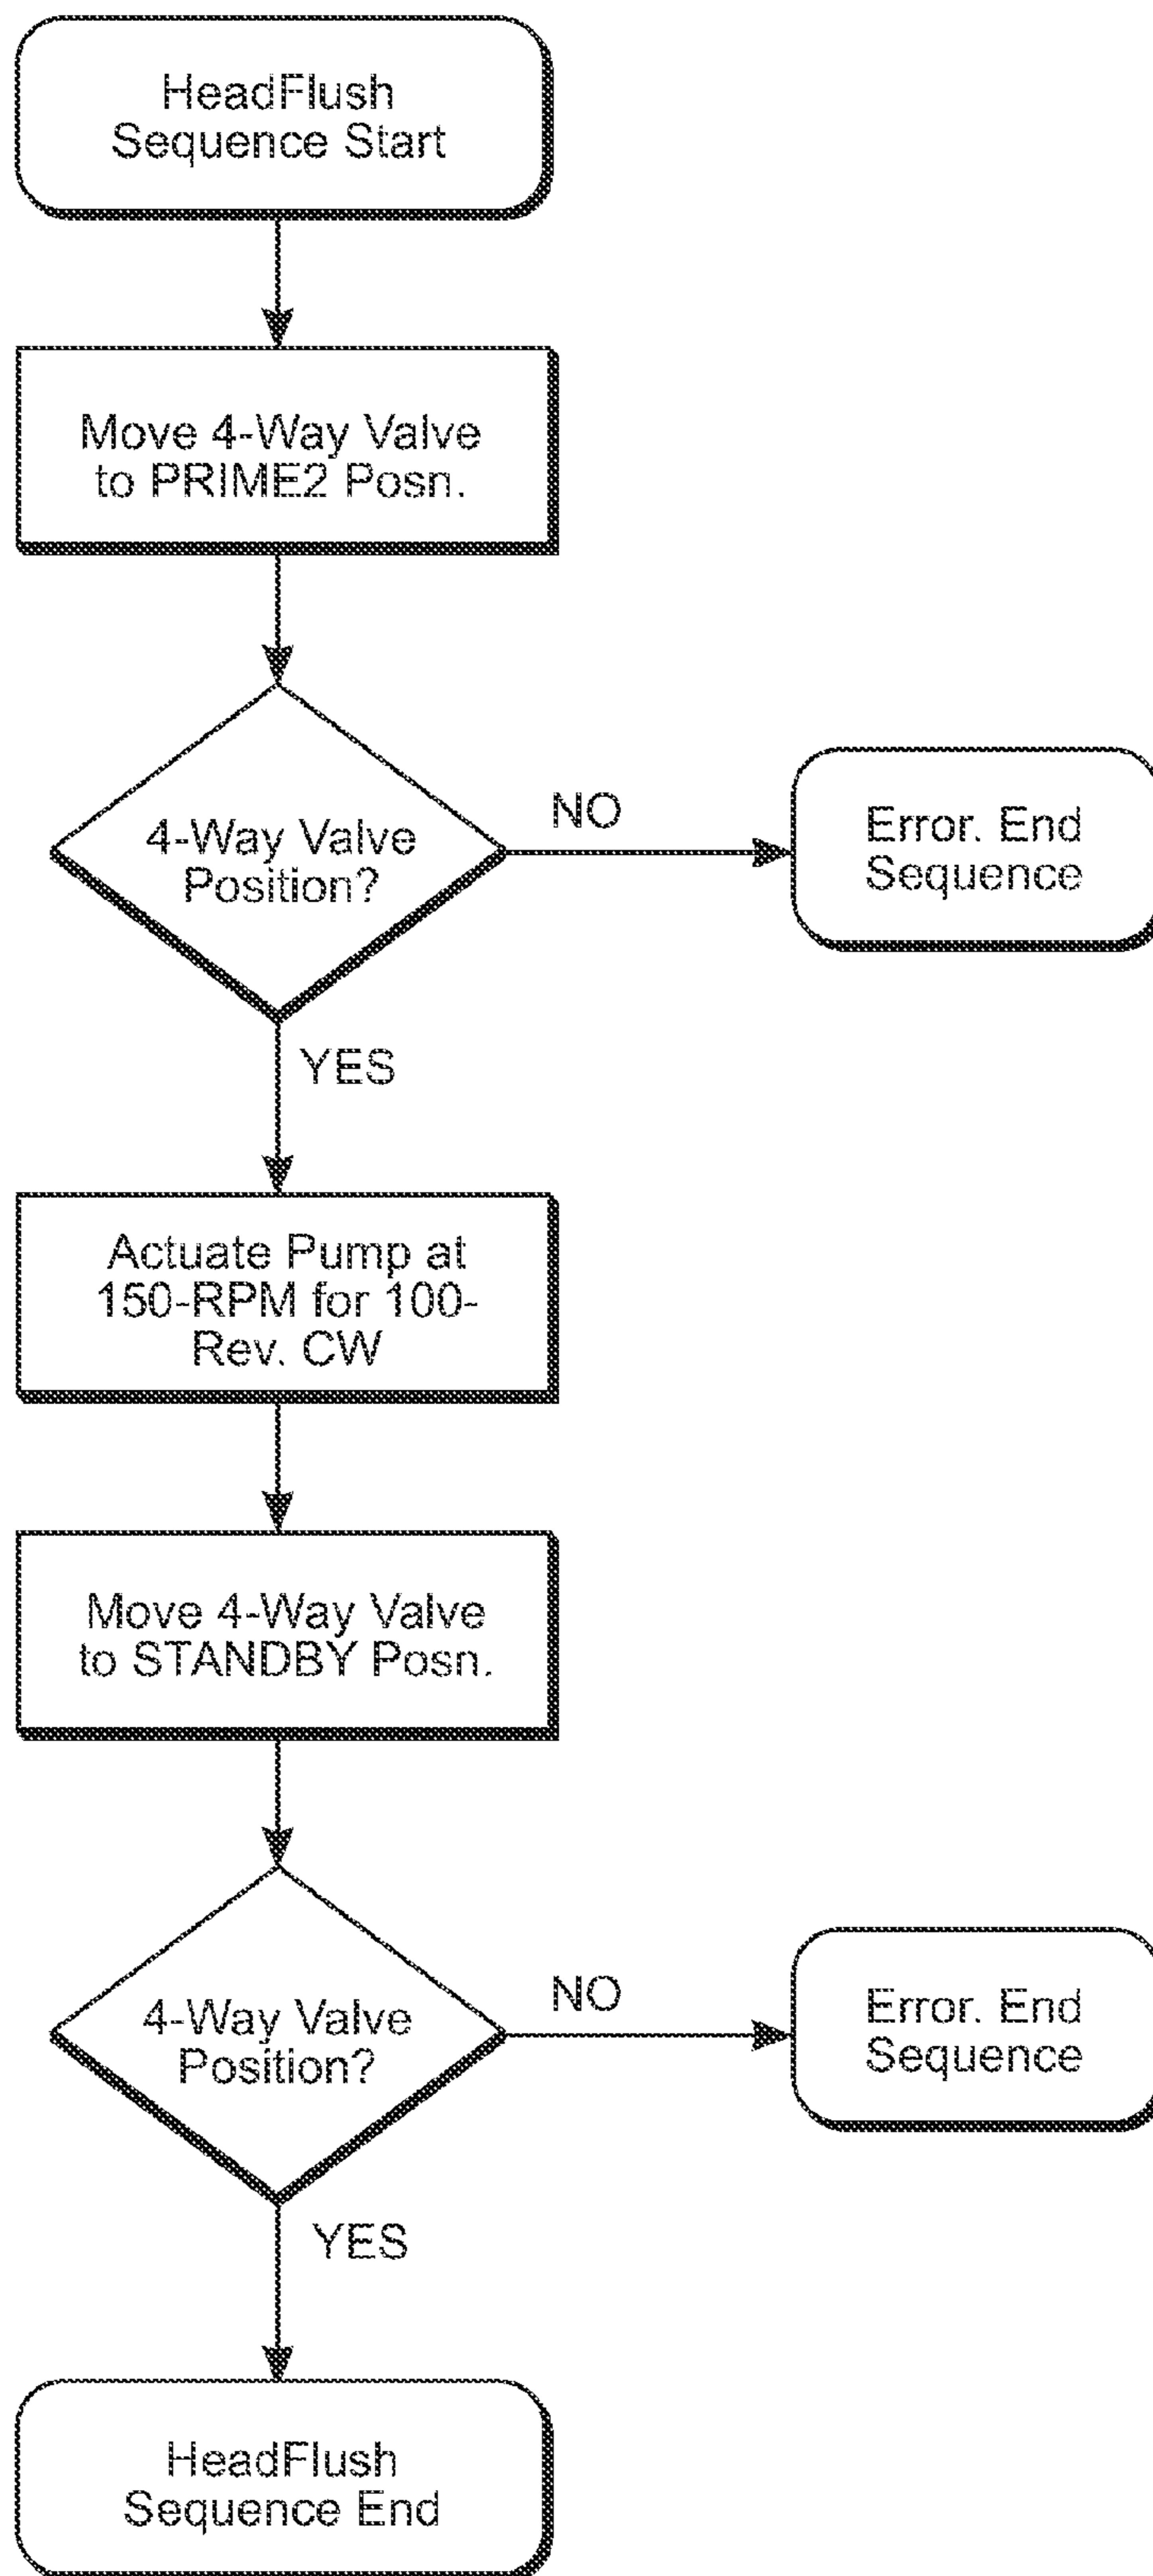 HeadFlush
Sequence Start
Move 4-Way Valve
to PRIME2 Posn.
4-Way Valve
Position?
NO
Error. End
Sequence
YES
Actuate Pump at
150-RPM for 100-
Rev. CW
Move 4-Way Valve
to STANDBY Posn.
4-Way Valve
Position?
NO
Error. End
Sequence
YES
HeadFlush
Sequence End